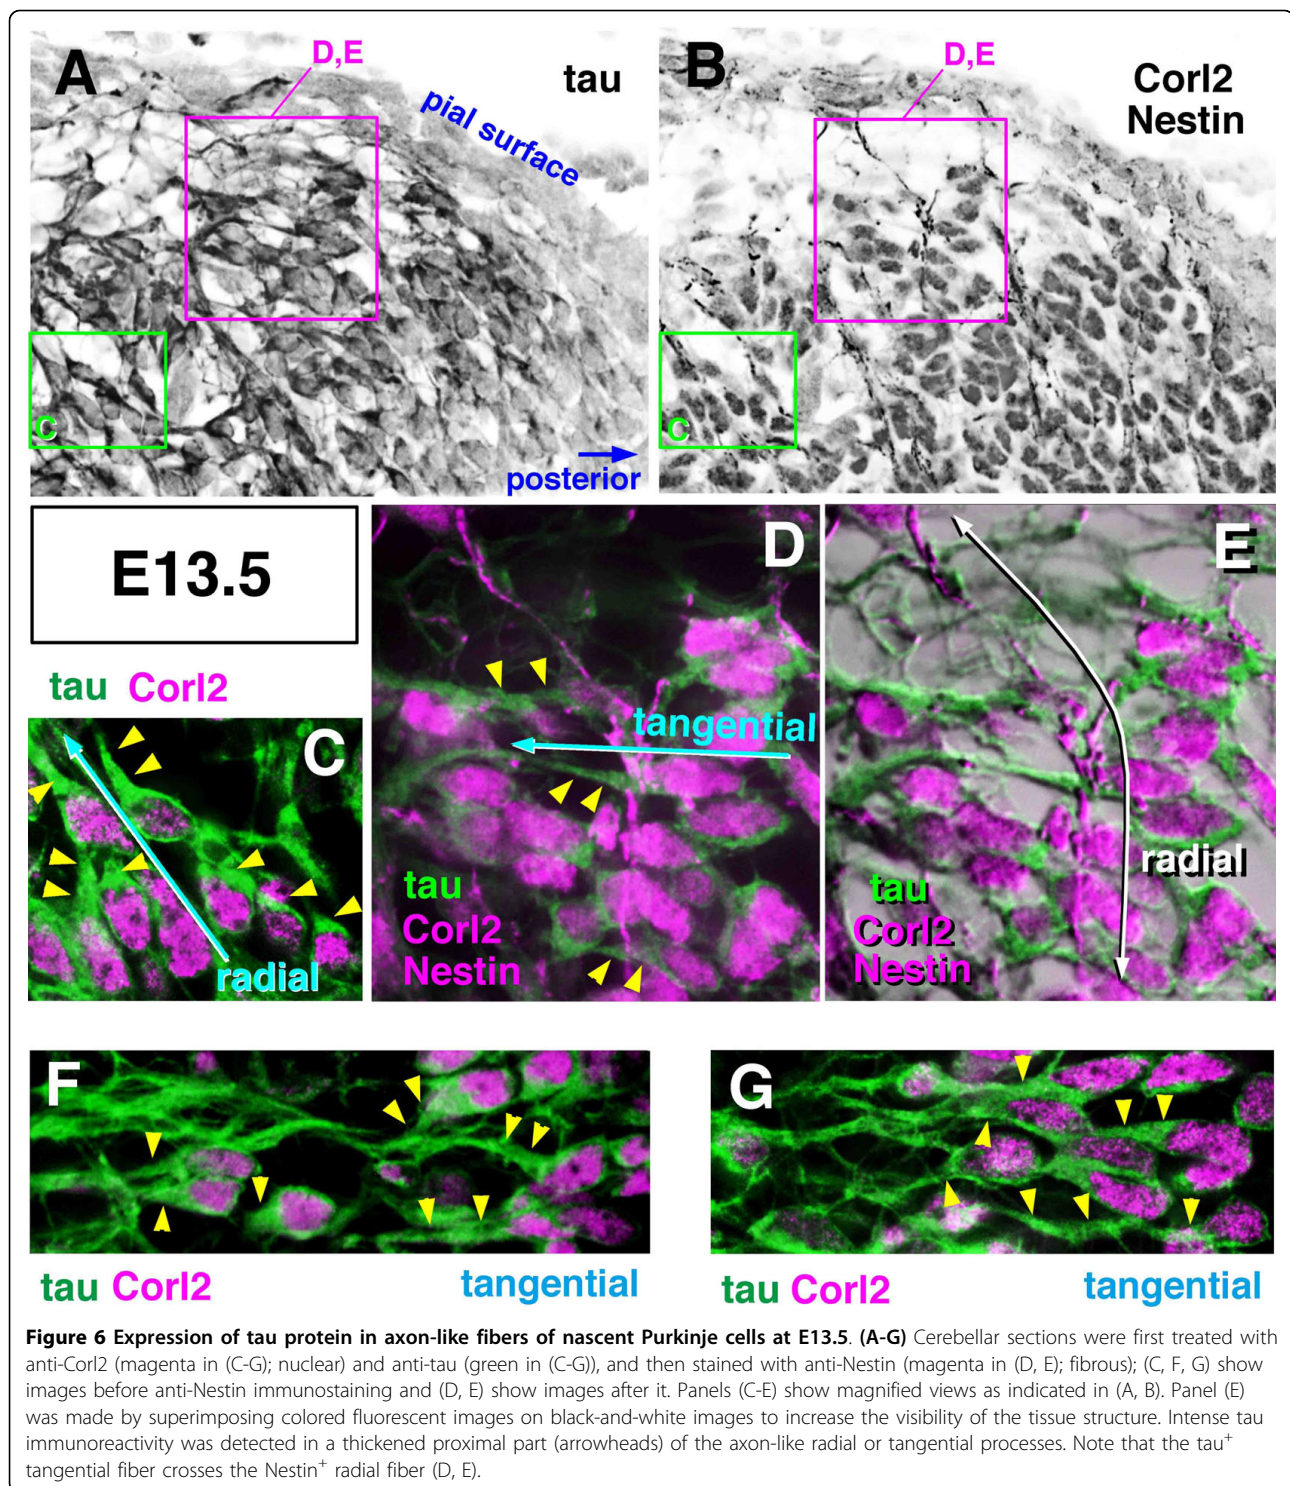 A
D,E
tau
pial surface
C
posterior
B
D,E
Corl2
Nestin
C
E13.5
tau Corl2
C
radial
D
tangential
tau
Corl2
Nestin
E
radial
tau
Corl2
Nestin
F
G
tau Corl2 tangential
tau Corl2 tangential
Figure 6 Expression of tau protein in axon-like fibers of nascent Purkinje cells at E13.5. (A-G) Cerebellar sections were first treated with
anti-Corl2 (magenta in (C-G); nuclear) and anti-tau (green in (C-G)), and then stained with anti-Nestin (magenta in (D, E); fibrous); (C, F, G) show
images before anti-Nestin immunostaining and (D, E) show images after it. Panels (C-E) show magnified views as indicated in (A, B). Panel (E)
was made by superimposing colored fluorescent images on black-and-white images to increase the visibility of the tissue structure. Intense tau
immunoreactivity was detected in a thickened proximal part (arrowheads) of the axon-like radial or tangential processes. Note that the tau⁺
tangential fiber crosses the Nestin⁺ radial fiber (D, E).